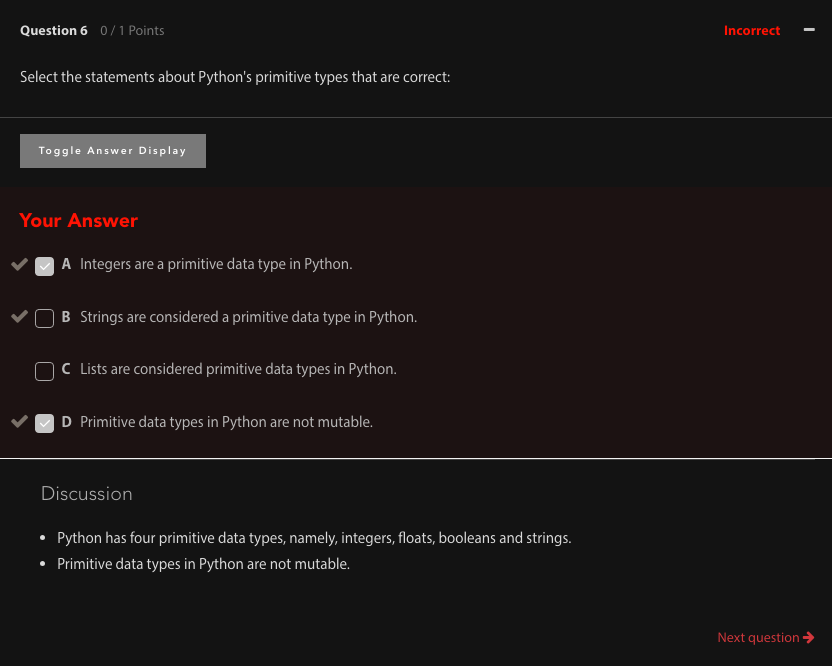 Question 6 0 / 1 Points Incorrect
Select the statements about Python's primitive types that are correct:
Toggle Answer Display
Your Answer
A Integers are a primitive data type in Python.
B Strings are considered a primitive data type in Python.
C Lists are considered primitive data types in Python.
D Primitive data types in Python are not mutable.
Discussion
• Python has four primitive data types, namely, integers, floats, booleans and strings.
• Primitive data types in Python are not mutable.
Next question